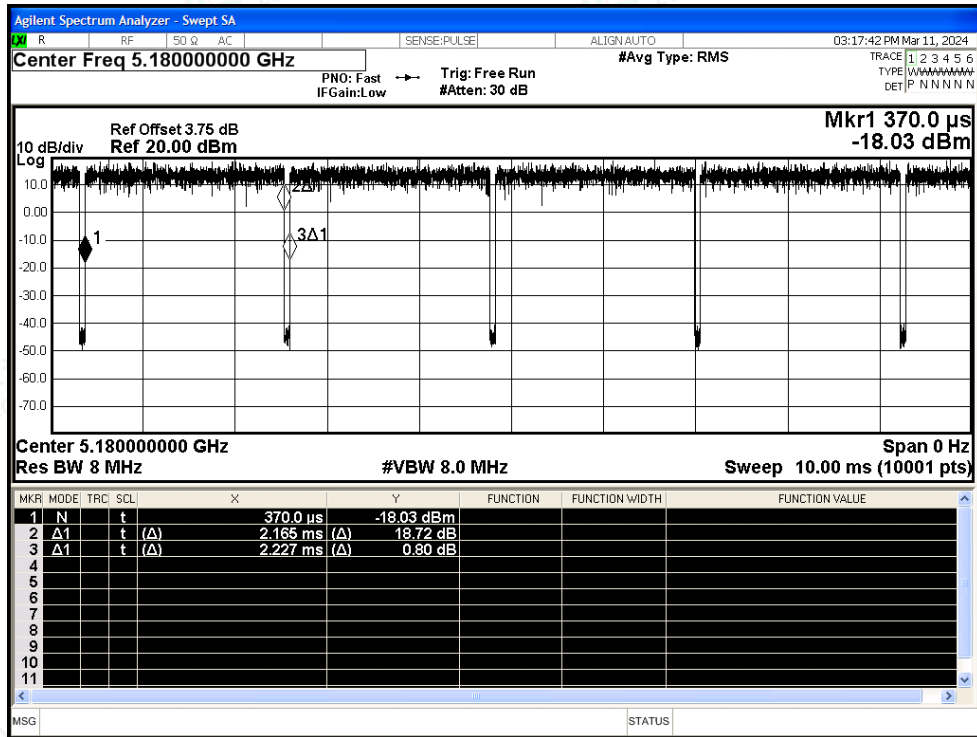 Agilent Spectrum Analyzer - Swept SA
LXI R RF 50 Ω AC SENSE:PULSE ALIGN AUTO 03:17:42 PM Mar 11, 2024
Center Freq 5.180000000 GHz #Avg Type: RMS TRACE 1 2 3 4 5 6
PNO: Fast Trig: Free Run TYPE WWWWWW
IFGain:Low #Atten: 30 dB DET P N N N N N
Mkr1 370.0 µs
Ref Offset 3.75 dB
10 dB/div Ref 20.00 dBm -18.03 dBm
Log
10.0
2Δ1
0.00
-10.0 1 3Δ1
-20.0
-30.0
-40.0
-50.0
-60.0
-70.0
Center 5.180000000 GHz Span 0 Hz
Res BW 8 MHz #VBW 8.0 MHz Sweep 10.00 ms (10001 pts)
MKR MODE TRC SCL X Y FUNCTION FUNCTION WIDTH FUNCTION VALUE
1 N t 370.0 µs -18.03 dBm
2 Δ1 t (Δ) 2.165 ms (Δ) 18.72 dB
3 Δ1 t (Δ) 2.227 ms (Δ) 0.80 dB
4
5
6
7
8
9
10
11
MSG STATUS